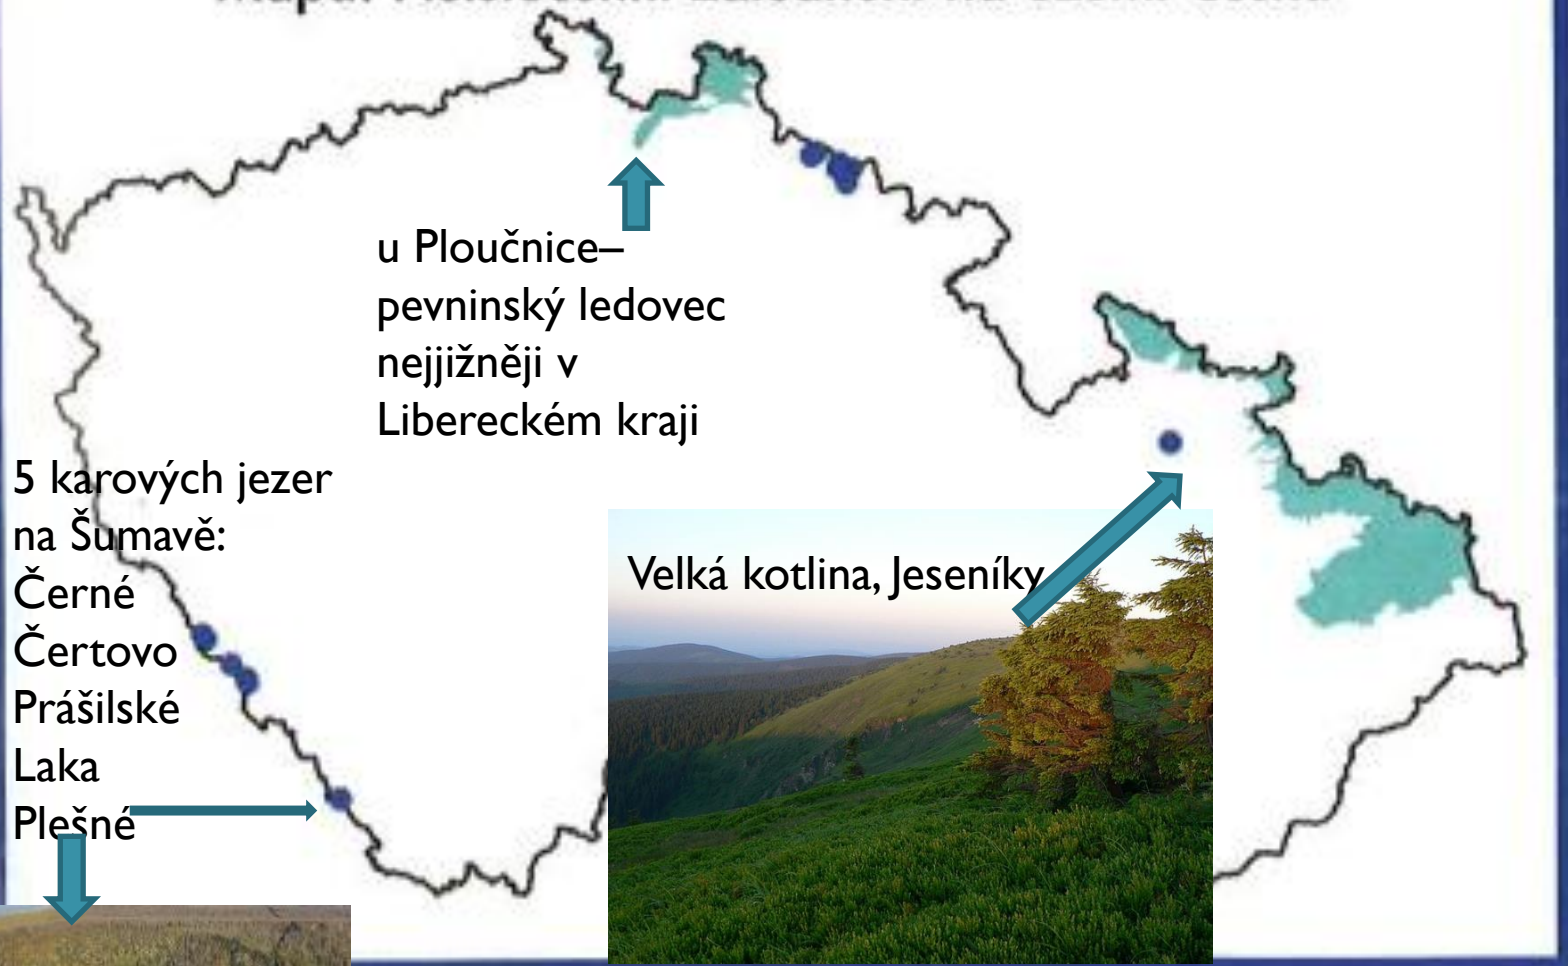 u Ploučnice–
pevninský ledovec
nejjižněji v
Libereckém kraji
5 karových jezer
na Šumavě:
Černé
Čertovo
Prášilské
Laka
Plešné
Velká kotlina, Jeseníky